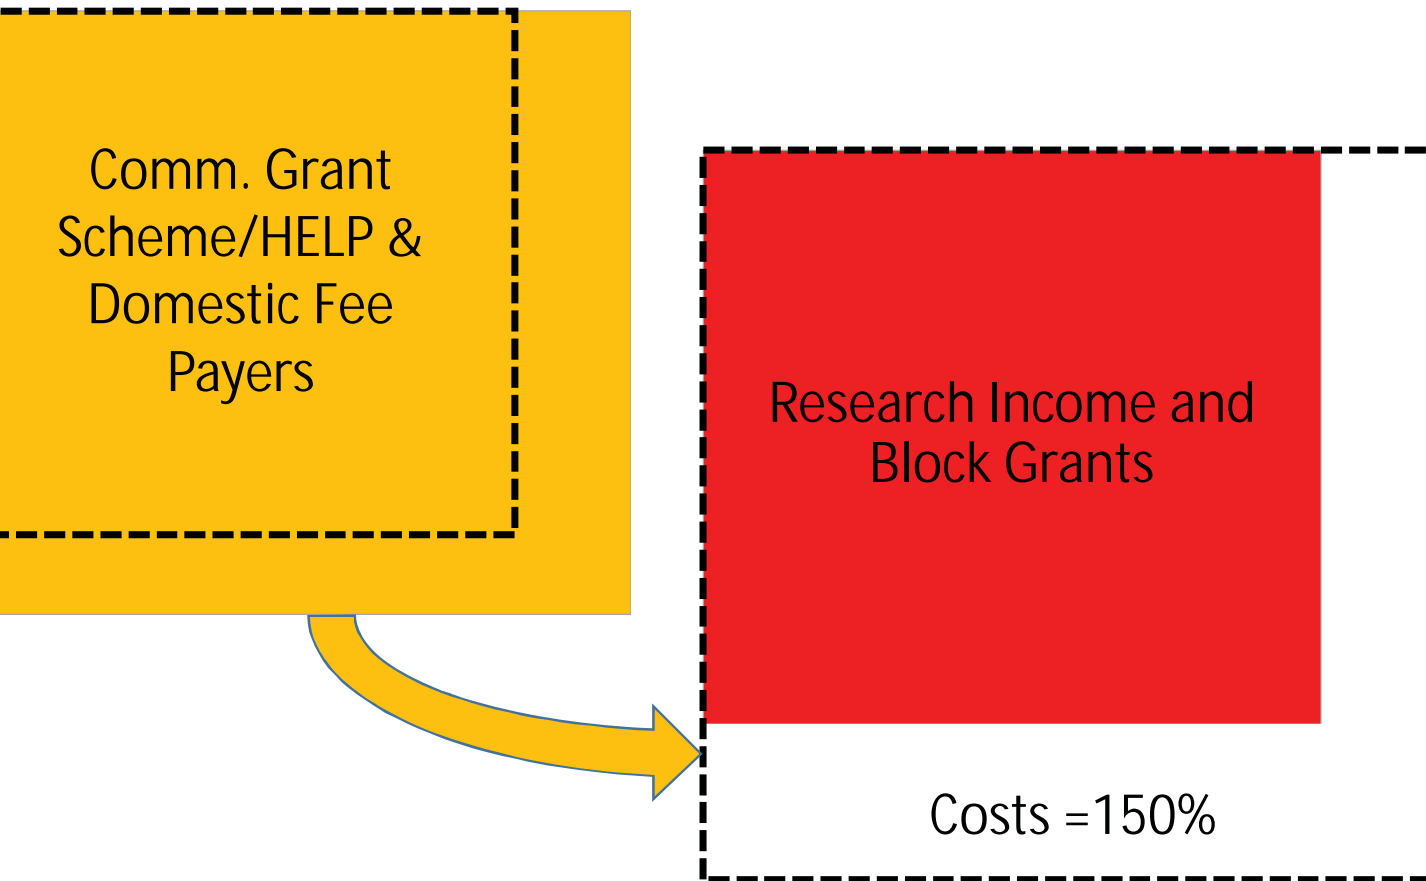 Comm. Grant
Scheme/HELP &
Domestic Fee
Payers
Research Income and
Block Grants
Costs =150%